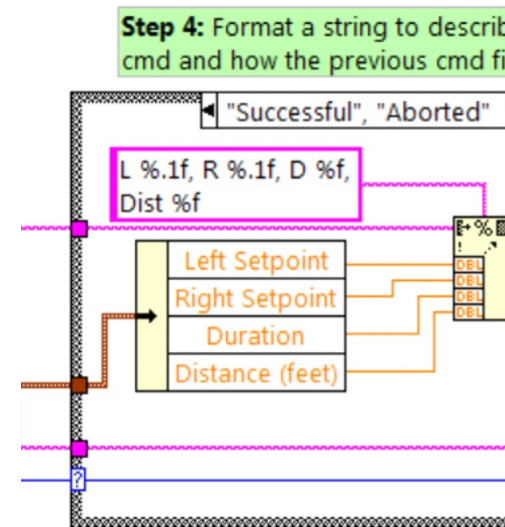 Step 4: Format a string to describ
cmd and how the previous cmd fi
"Successful", "Aborted"
L %.1f, R %.1f, D %f,
Dist %f
%
Left Setpoint
DBL
Right Setpoint
DBL
Duration
DBL
Distance (feet)
DBL
?